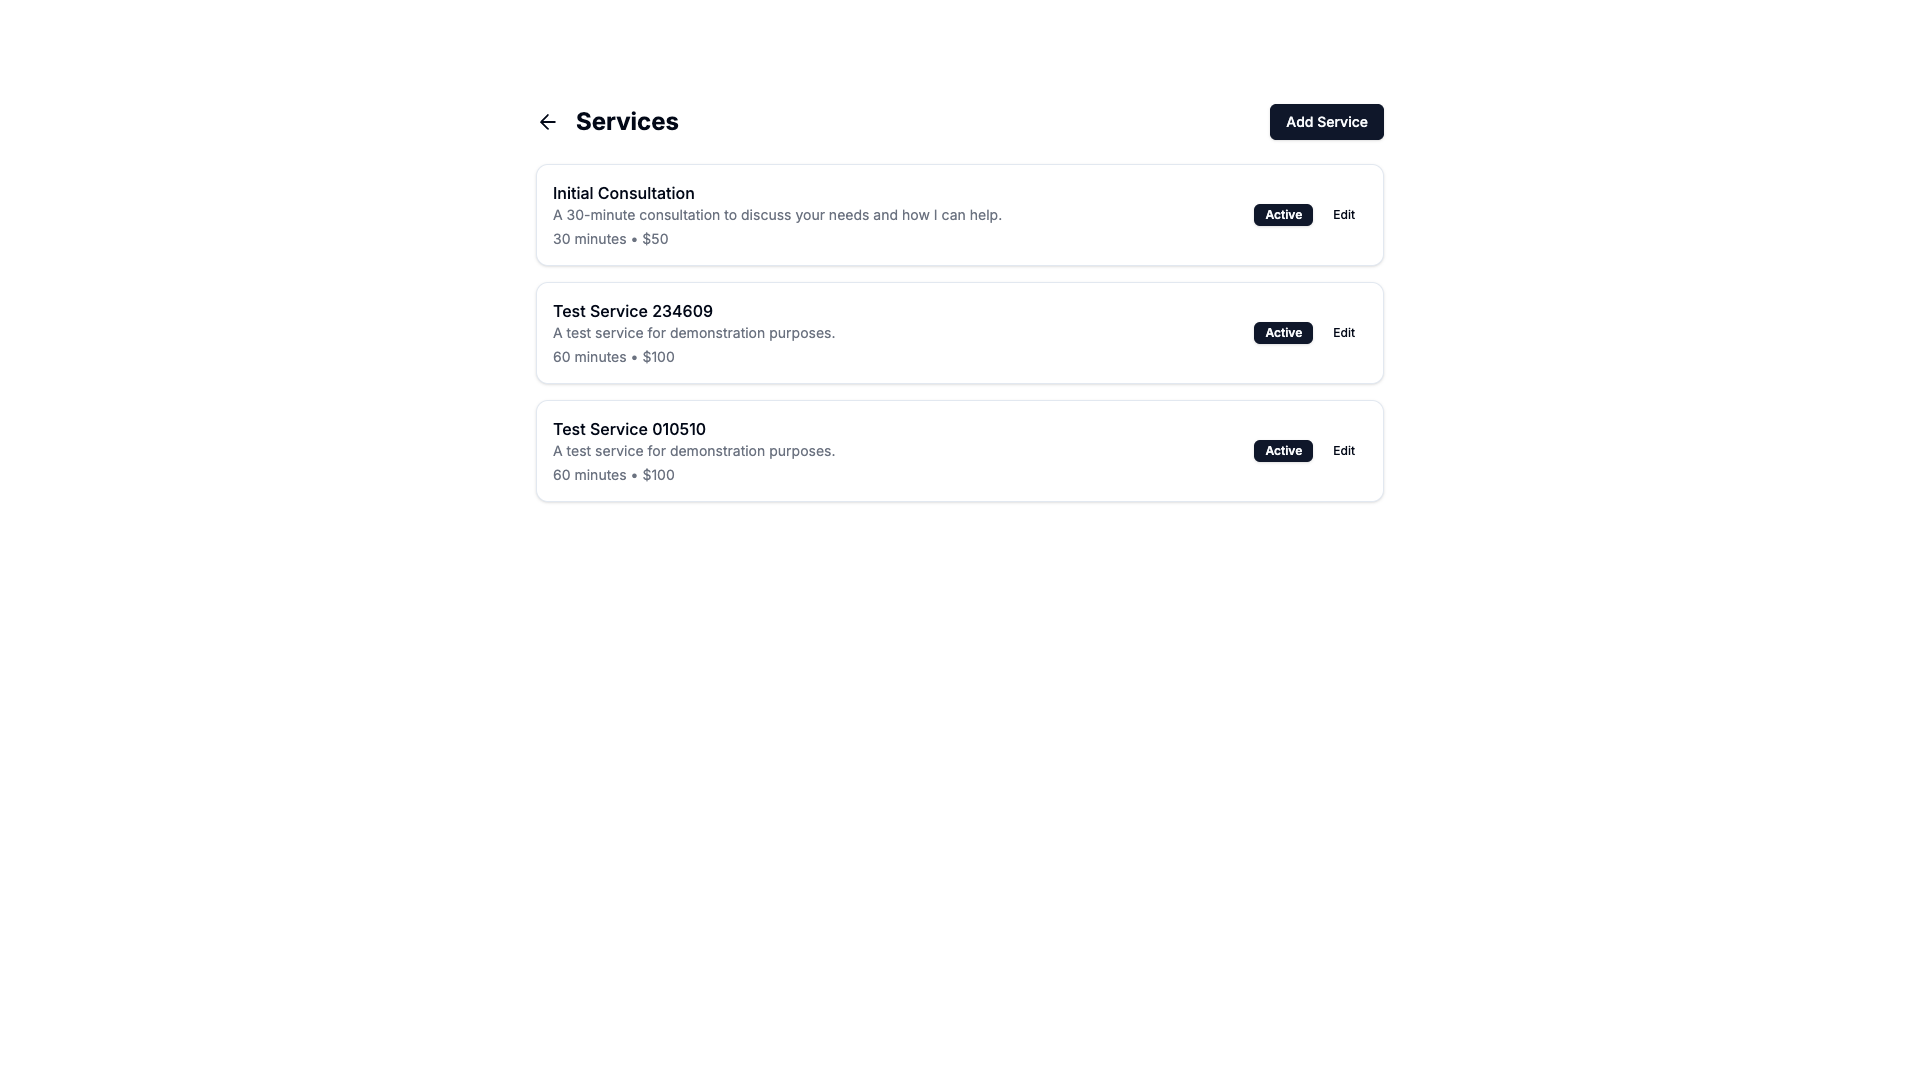 Services
Add Service
Initial Consultation
A 30-minute consultation to discuss your needs and how I can help.
30 minutes • $50
Active
Edit
Test Service 234609
A test service for demonstration purposes.
60 minutes • $100
Active
Edit
Test Service 010510
A test service for demonstration purposes.
60 minutes • $100
Active
Edit